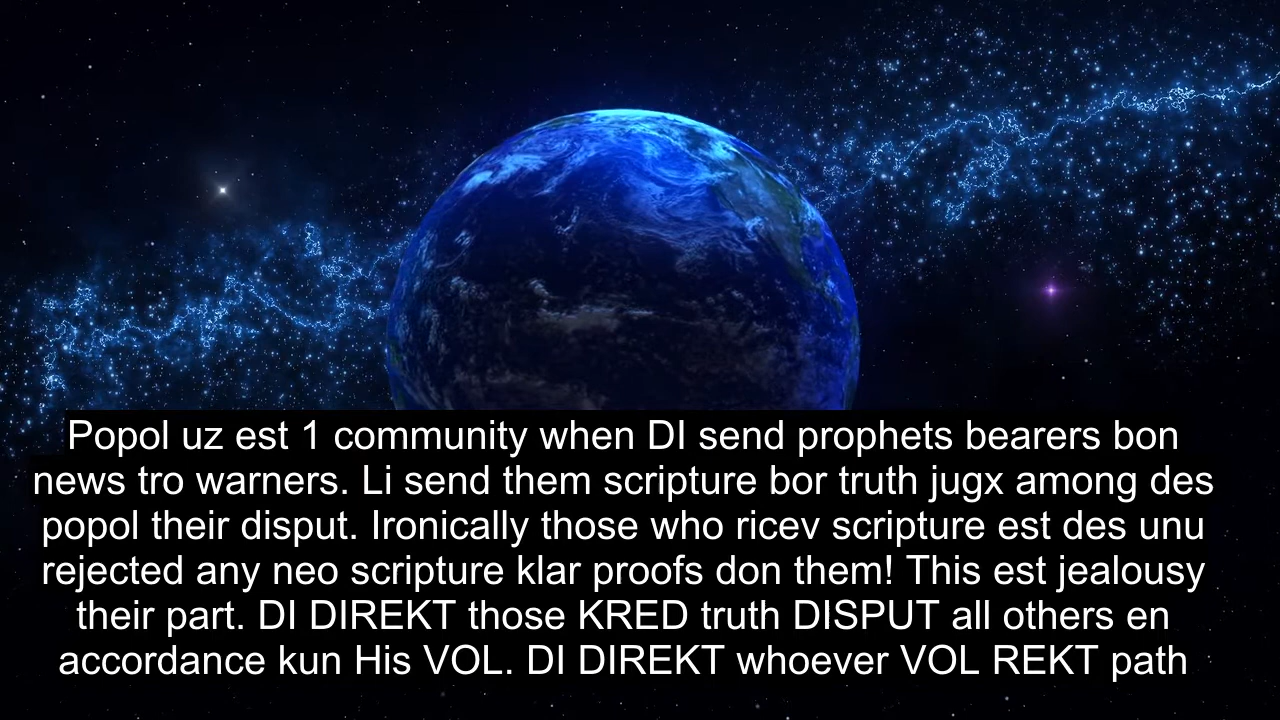 Popol uz est 1 community when DI send prophets bearers bon
news tro warners. Li send them scripture bor truth jugx among des
popol their disput. Ironically those who ricev scripture est des unu
rejected any neo scripture klar proofs don them! This est jealousy
their part. DI DIREKT those KRED truth DISPUT all others en
accordance kun His VOL. DI DIREKT whoever VOL REKT path